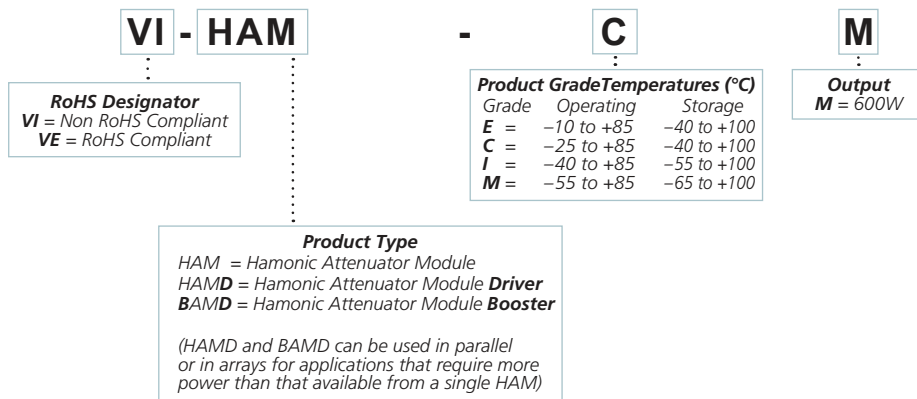 VI - HAM - C M
RoHS Designator
VI = Non RoHS Compliant
VE = RoHS Compliant
Product GradeTemperatures (°C)
Grade Operating Storage
E = –10 to +85 –40 to +100
C = –25 to +85 –40 to +100
I = –40 to +85 –55 to +100
M = –55 to +85 –65 to +100
Output
M = 600W
Product Type
HAM = Hamonic Attenuator Module
HAMD = Hamonic Attenuator Module Driver
BAMD = Hamonic Attenuator Module Booster
(HAMD and BAMD can be used in parallel
or in arrays for applications that require more
power than that available from a single HAM)